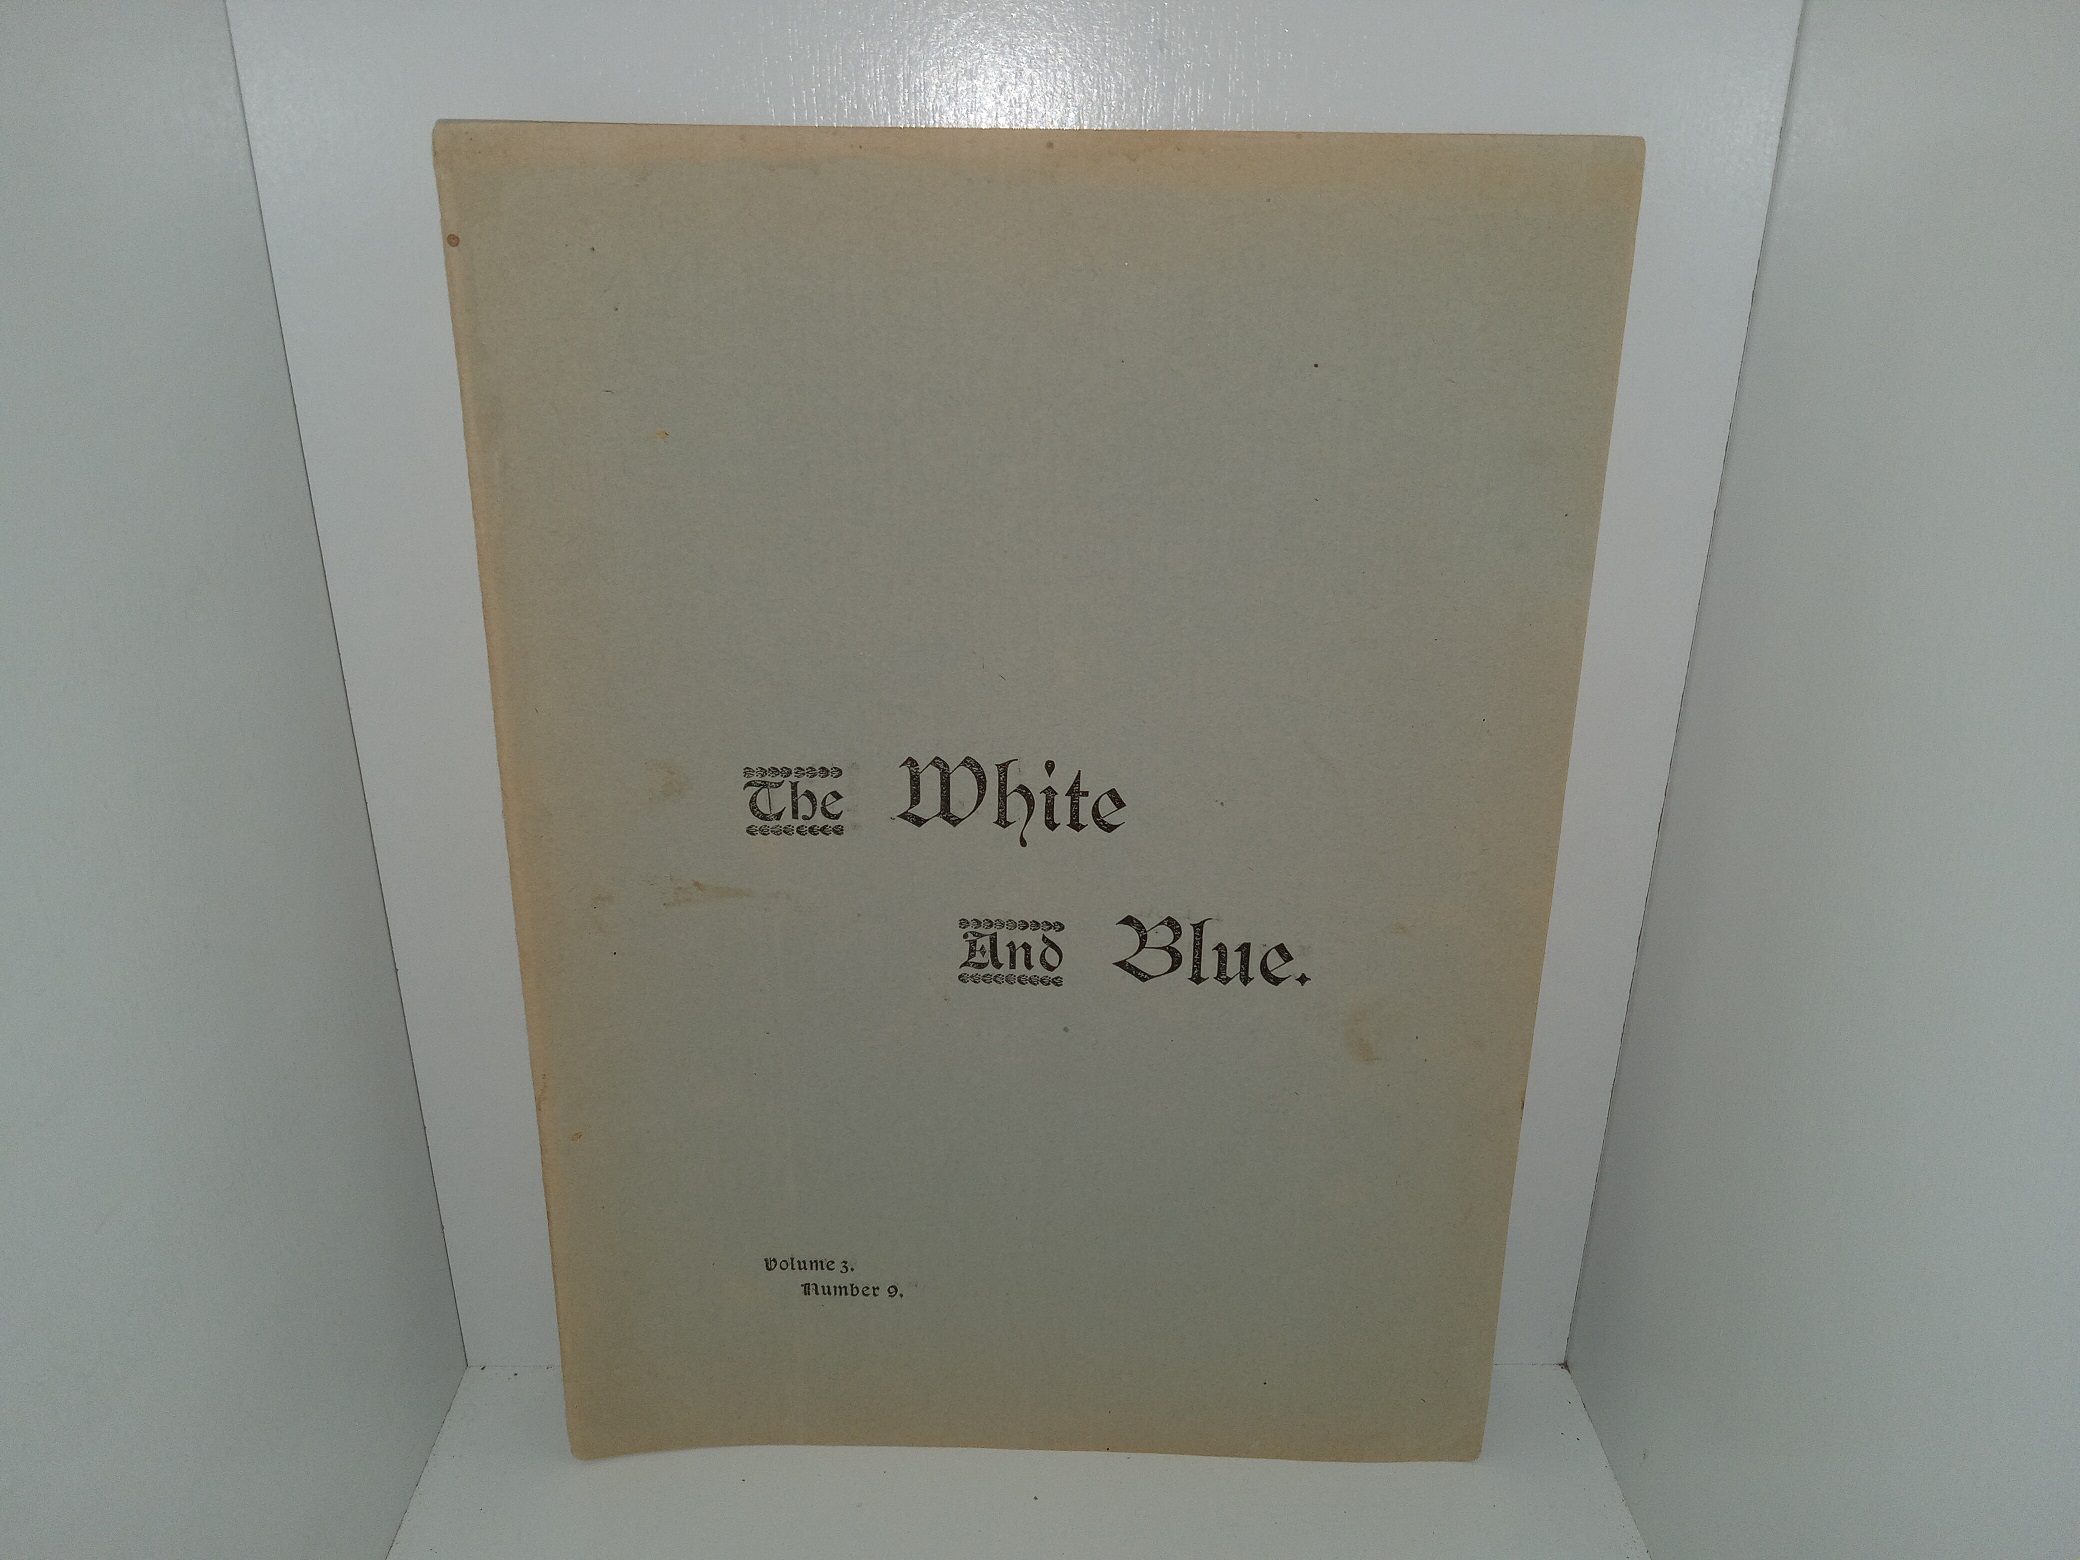 The White
And Blue.
Volume 3.
Number 9.